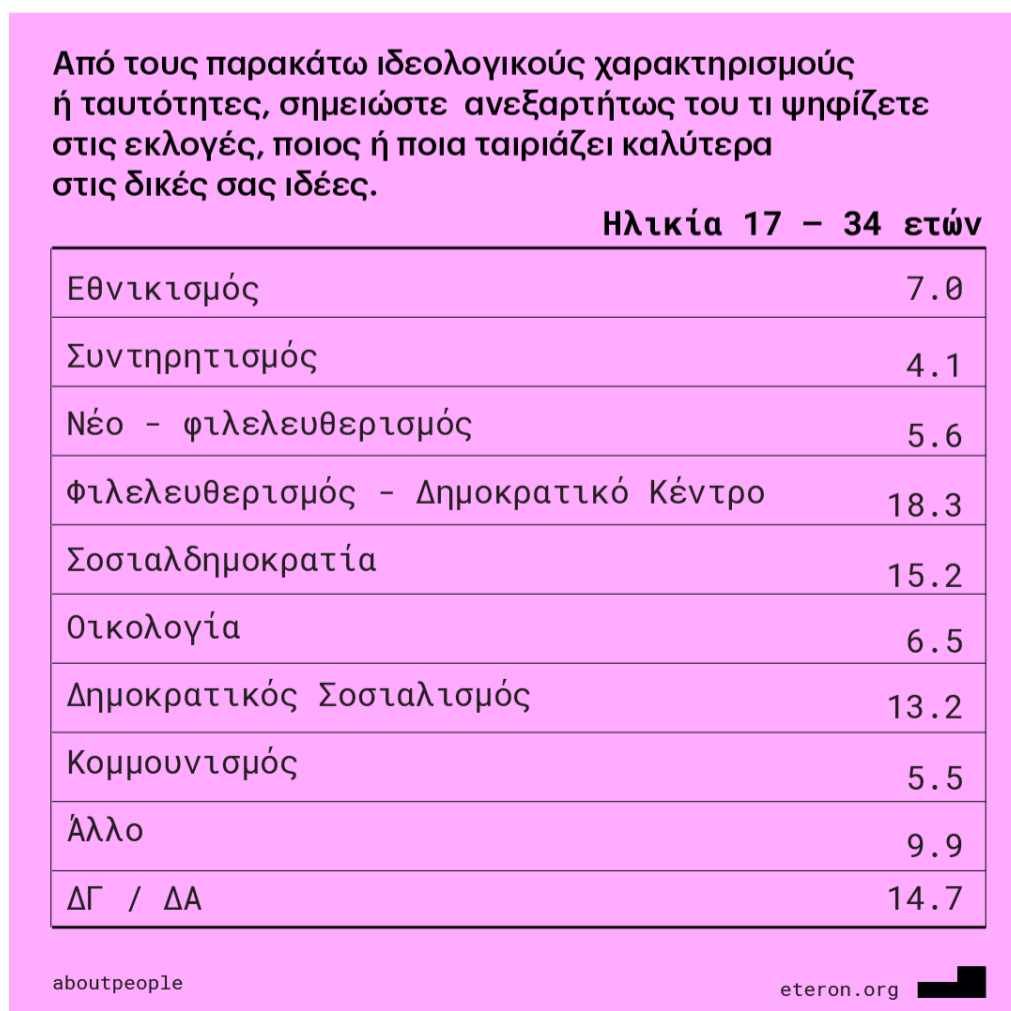 Από τους παρακάτω ιδεολογικούς χαρακτηρισμούς
ή ταυτότητες, σημειώστε  ανεξαρτήτως του τι ψηφίζετε
στις εκλογές, ποιος ή ποια ταιριάζει καλύτερα
στις δικές σας ιδέες.
Ηλικία 17 – 34 ετών
Εθνικισμός 7.0
Συντηρητισμός 4.1
Νέο - φιλελευθερισμός 5.6
Φιλελευθερισμός - Δημοκρατικό Κέντρο 18.3
Σοσιαλδημοκρατία 15.2
Οικολογία 6.5
Δημοκρατικός Σοσιαλισμός 13.2
Κομμουνισμός 5.5
Άλλο 9.9
ΔΓ / ΔΑ 14.7
aboutpeople
eteron.org